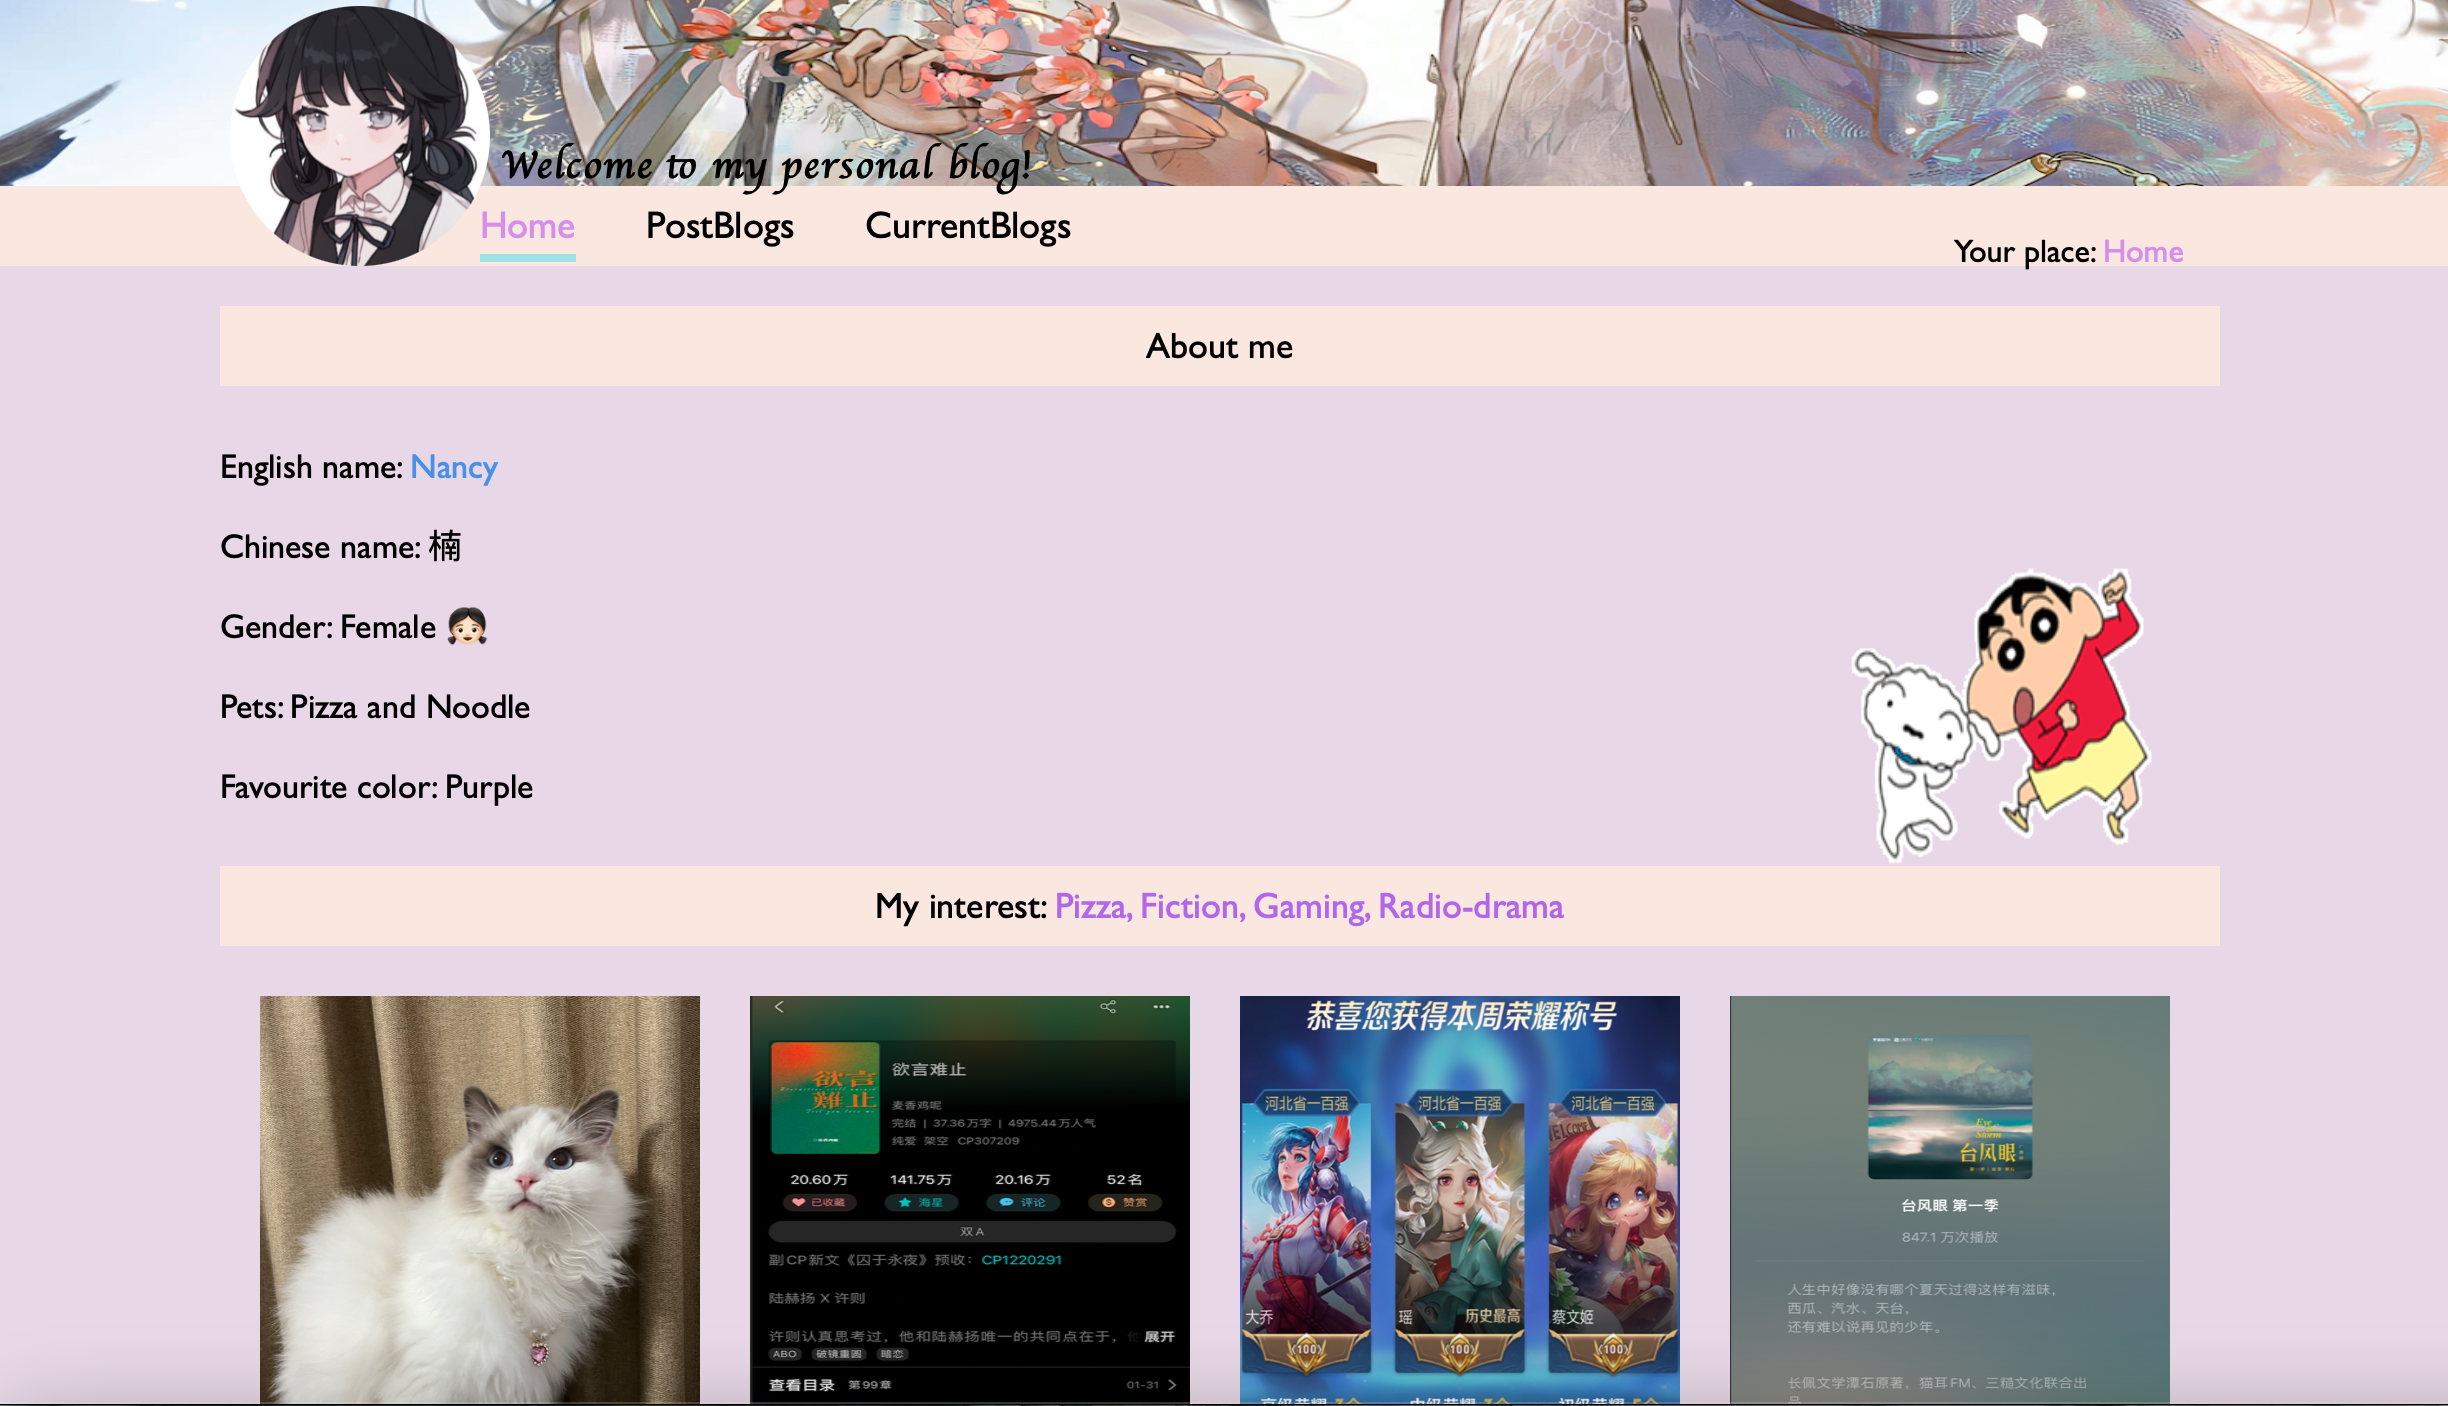 Welcome to my personal blog!
Home PostBlogs CurrentBlogs
Your place: Home
About me
English name: Nancy
Chinese name: 楠
Gender: Female
Pets: Pizza and Noodle
Favourite color: Purple
My interest: Pizza, Fiction, Gaming, Radio-drama
欲言
難止
欲言难止
麦香鸡呢
完结 | 37.36万字 | 4975.44万人气
纯爱 架空 CP307209
20.60万 141.75万 20.16万 52名
已收藏 海星 评论 赞赏
双A
副CP新文《囚于永夜》预收：CP1220291
陆赫扬 X 许则
许则认真思考过，他和陆赫扬唯一的共同点在于， 展开
ABO 破镜重圆 暗恋
查看目录 第99章 01-31
恭喜您获得本周荣耀称号
河北省一百强 河北省一百强 河北省一百强
WELCOME
大乔 瑶 历史最高 蔡文姬
(100) (100) (100)
Eye
Storm
台风眼
台风眼 第一季
847.1 万次播放
人生中好像没有哪个夏天过得这样有滋味，
西瓜、汽水、天台，
还有难以说再见的少年。
长佩文学潭石原著，猫耳FM、三糙文化联合出